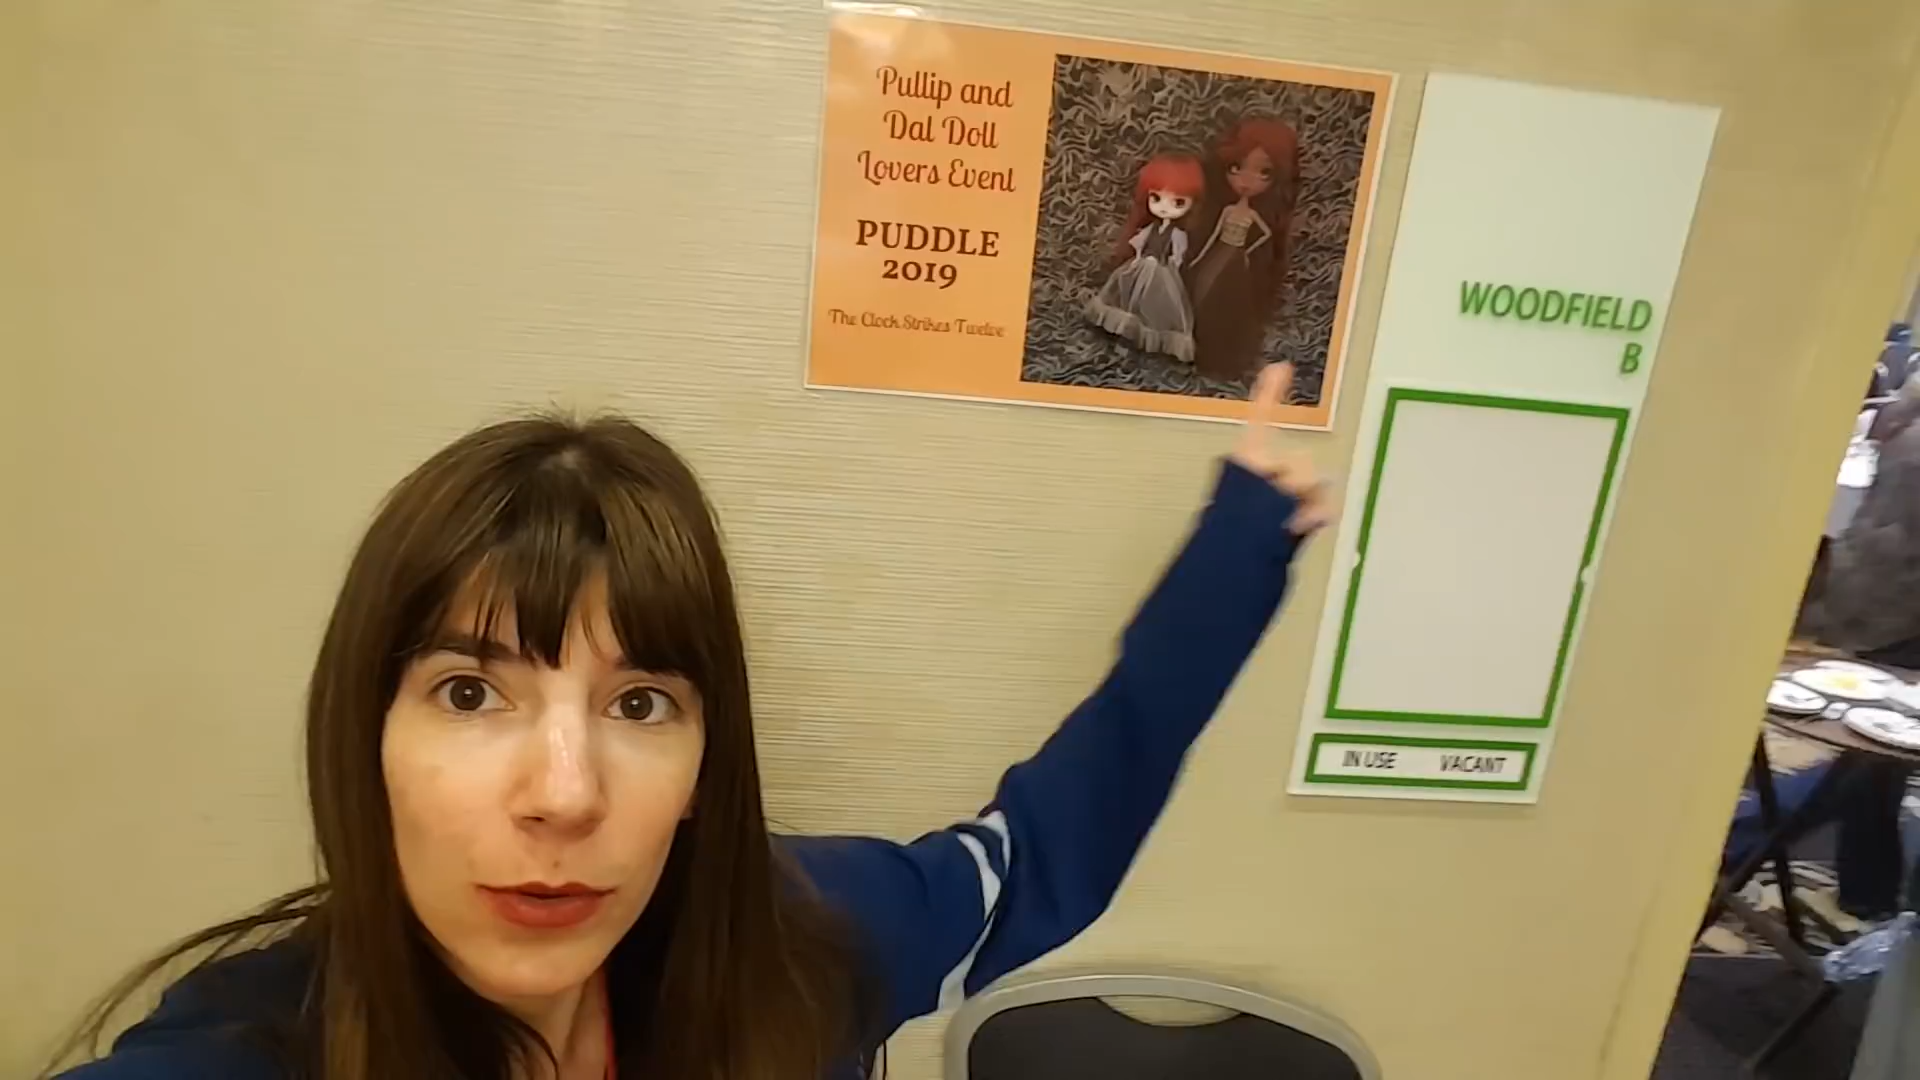 Pullip and
Dal Doll
Lovers Event
PUDDLE
2019
The Clock Strikes Twelve
WOODFIELD
B
IN USE VACANT